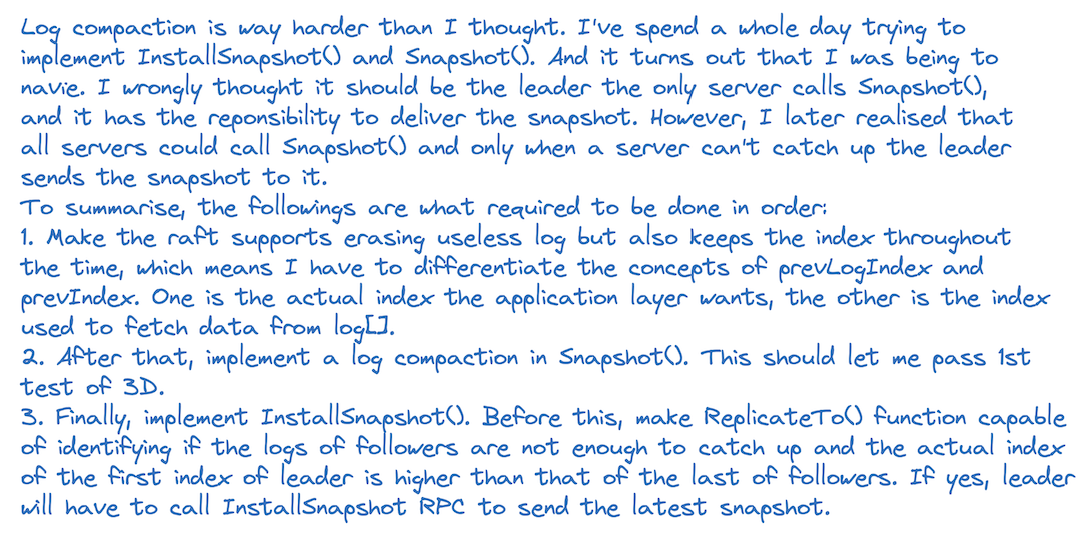 Log compaction is way harder than I thought. I've spend a whole day trying to
implement InstallSnapshot() and Snapshot(). And it turns out that I was being to
navie. I wrongly thought it should be the leader the only server calls Snapshot(),
and it has the reponsibility to deliver the snapshot. However, I later realised that
all servers could call Snapshot() and only when a server can't catch up the leader
sends the snapshot to it.
To summarise, the followings are what required to be done in order:
1. Make the raft supports erasing useless log but also keeps the index throughout
the time, which means I have to differentiate the concepts of prevLogIndex and
prevIndex. One is the actual index the application layer wants, the other is the index
used to fetch data from log[].
2. After that, implement a log compaction in Snapshot(). This should let me pass 1st
test of 3D.
3. Finally, implement InstallSnapshot(). Before this, make ReplicateTo() function capable
of identifying if the logs of followers are not enough to catch up and the actual index
of the first index of leader is higher than that of the last of followers. If yes, leader
will have to call InstallSnapshot RPC to send the latest snapshot.